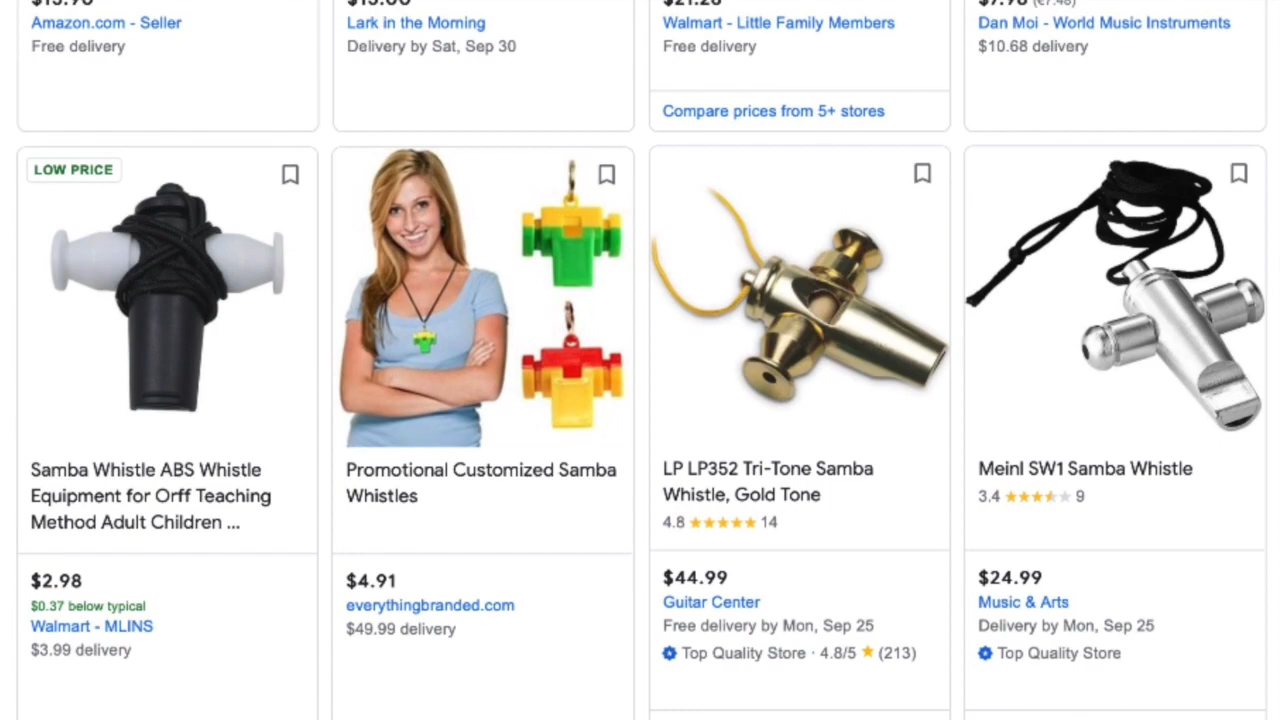 $13.90
Amazon.com - Seller
Free delivery
$15.00
Lark in the Morning
Delivery by Sat, Sep 30
$21.28
Walmart - Little Family Members
Free delivery
Compare prices from 5+ stores
$7.98 (€7.48)
Dan Moi - World Music Instruments
$10.68 delivery
LOW PRICE
Samba Whistle ABS Whistle
Equipment for Orff Teaching
Method Adult Children ...
$2.98
$0.37 below typical
Walmart - MLINS
$3.99 delivery
Promotional Customized Samba
Whistles
$4.91
everythingbranded.com
$49.99 delivery
LP LP352 Tri-Tone Samba
Whistle, Gold Tone
4.8 ★★★★★ 14
$44.99
Guitar Center
Free delivery by Mon, Sep 25
Top Quality Store · 4.8/5 ★ (213)
Meinl SW1 Samba Whistle
3.4 ★★★★★ 9
$24.99
Music & Arts
Delivery by Mon, Sep 25
Top Quality Store